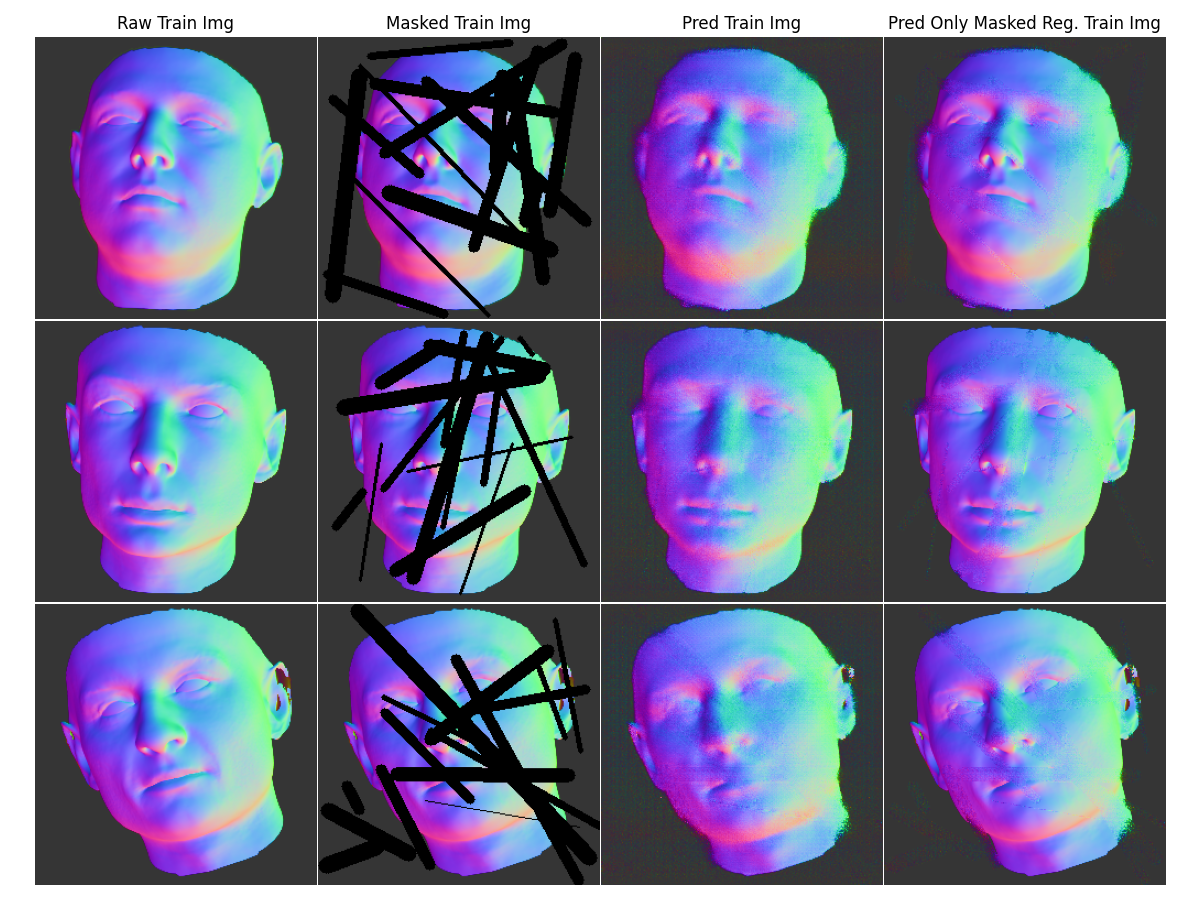 Raw Train Img
Masked Train Img
Pred Train Img
Pred Only Masked Reg. Train Img